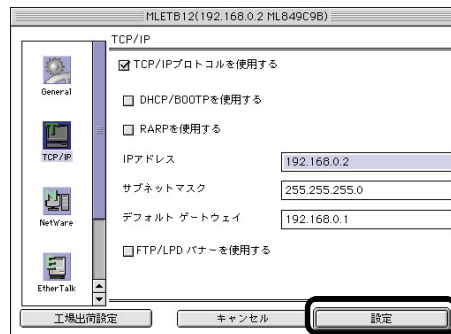 MLETB12(192.168.0.2 ML849C9B)
TCP/IP
General
TCP/IP
NetWare
EtherTalk
TCP/IPプロトコルを使用する
DHCP/BOOTPを使用する
RARPを使用する
IPアドレス 192.168.0.2
サブネットマスク 255.255.255.0
デフォルト ゲートウェイ 192.168.0.1
FTP/LPD バナーを使用する
工場出荷設定 キャンセル 設定